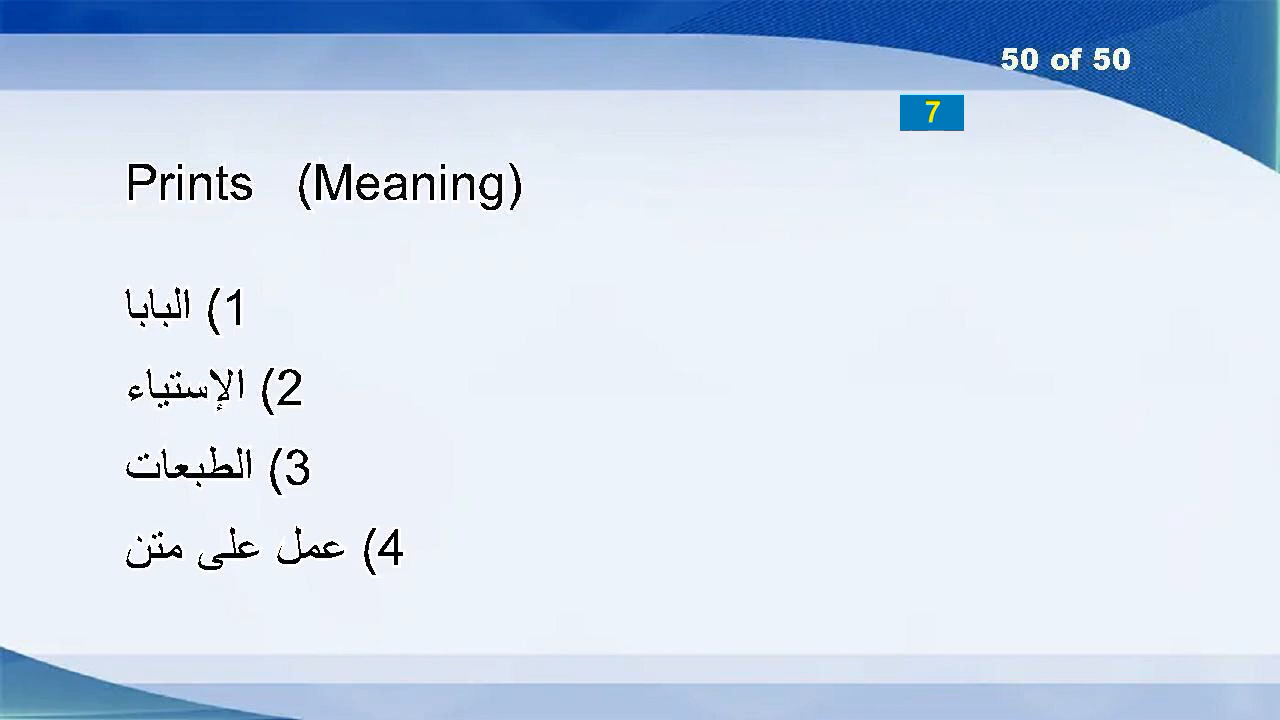 50 of 50
7
Prints (Meaning)
1) البابا
2) الإستياء
3) الطبعات
4) عمل على متن